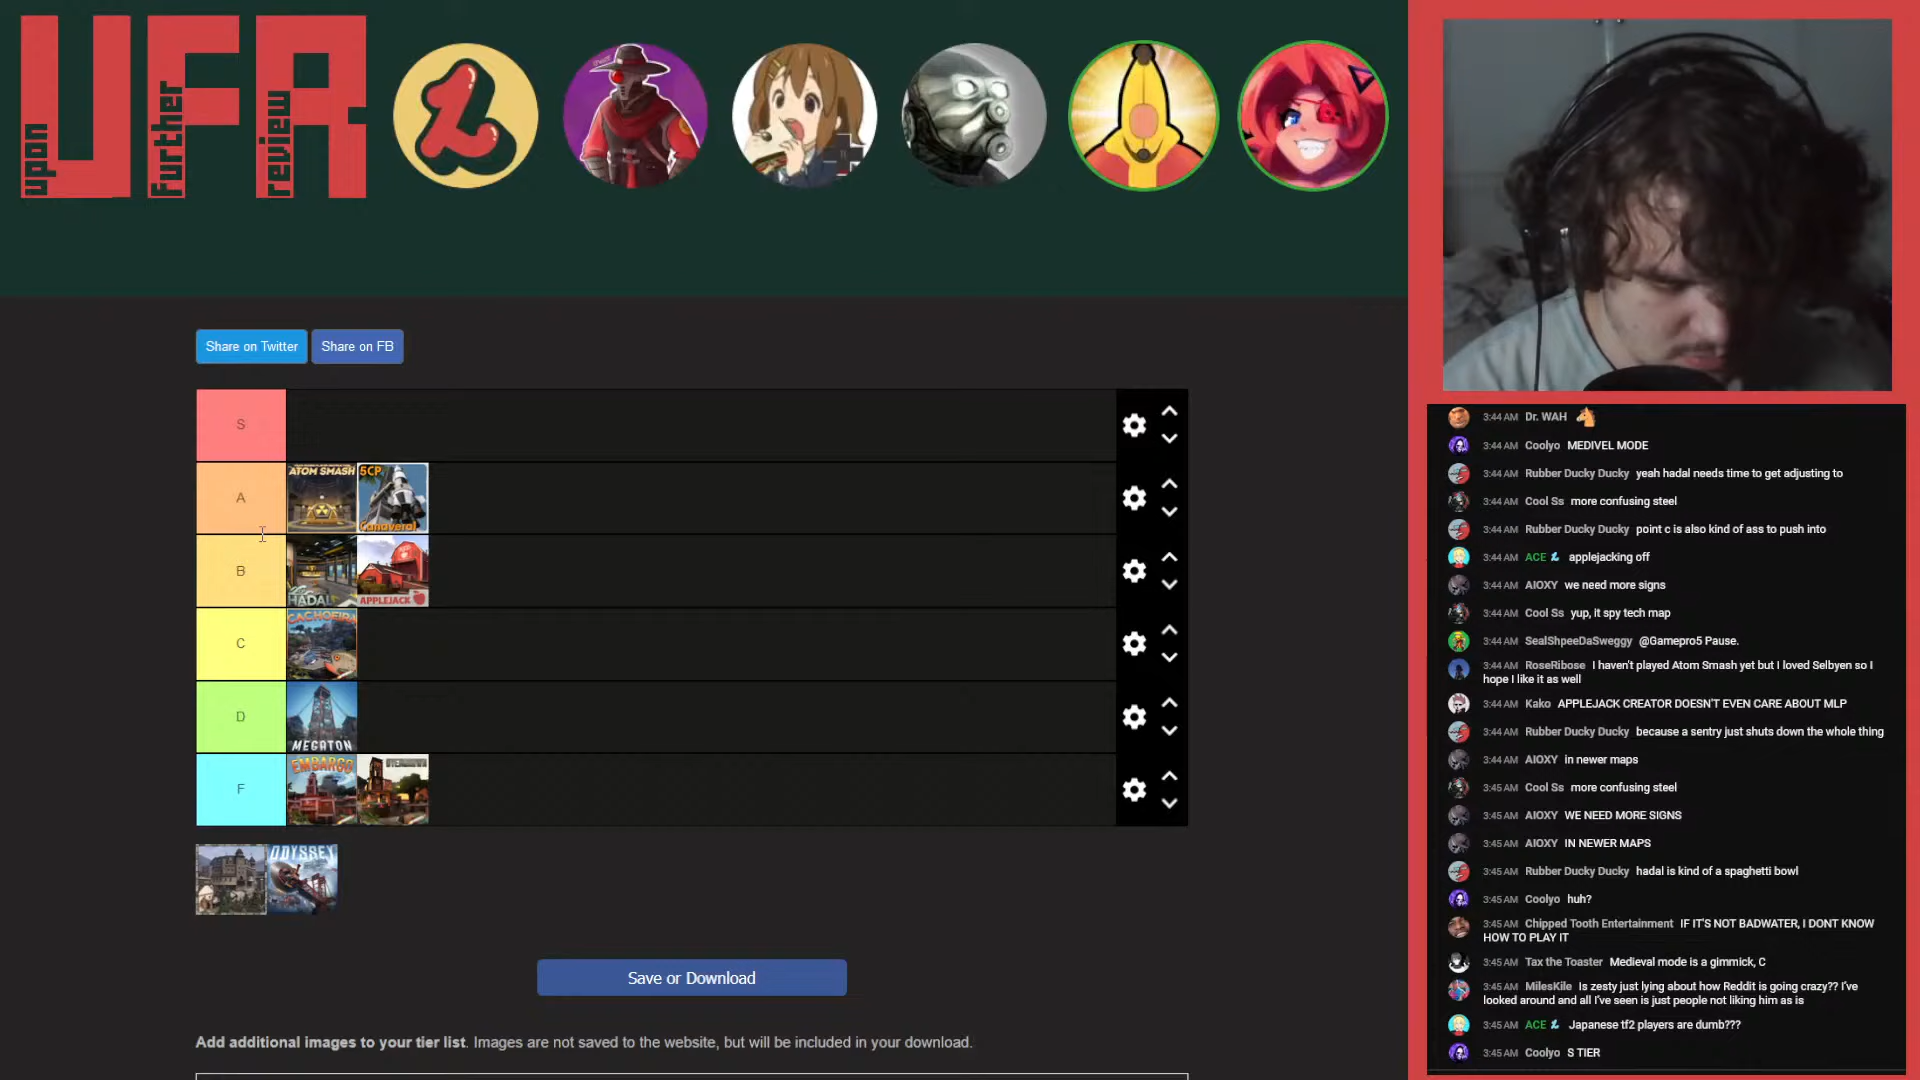 UFR
upon
further
review
Share on Twitter
Share on FB
S
A
ATOM SMASH
5CP
Canaveral
B
HADAL
APPLEJACK
C
CACHOEIRA
D
MEGATON
F
EMBARGO
ODYSSEY
Save or Download
Add additional images to your tier list. Images are not saved to the website, but will be included in your download.
3:44 AM Dr. WAH
3:44 AM Coolyo MEDIVEL MODE
3:44 AM Rubber Ducky Ducky yeah hadal needs time to get adjusting to
3:44 AM Cool Ss more confusing steel
3:44 AM Rubber Ducky Ducky point c is also kind of ass to push into
3:44 AM ACE applejacking off
3:44 AM AIOXY we need more signs
3:44 AM Cool Ss yup, it spy tech map
3:44 AM SealShpeeDaSweggy @Gamepro5 Pause.
3:44 AM RoseRibose I haven't played Atom Smash yet but I loved Selbyen so I
hope I like it as well
3:44 AM Kako APPLEJACK CREATOR DOESN'T EVEN CARE ABOUT MLP
3:44 AM Rubber Ducky Ducky because a sentry just shuts down the whole thing
3:44 AM AIOXY in newer maps
3:45 AM Cool Ss more confusing steel
3:45 AM AIOXY WE NEED MORE SIGNS
3:45 AM AIOXY IN NEWER MAPS
3:45 AM Rubber Ducky Ducky hadal is kind of a spaghetti bowl
3:45 AM Coolyo huh?
3:45 AM Chipped Tooth Entertainment IF IT'S NOT BADWATER, I DONT KNOW
HOW TO PLAY IT
3:45 AM Tax the Toaster Medieval mode is a gimmick, C
3:45 AM MilesKile Is zesty just lying about how Reddit is going crazy?? I've
looked around and all I've seen is just people not liking him as is
3:45 AM ACE Japanese tf2 players are dumb???
3:45 AM Coolyo S TIER